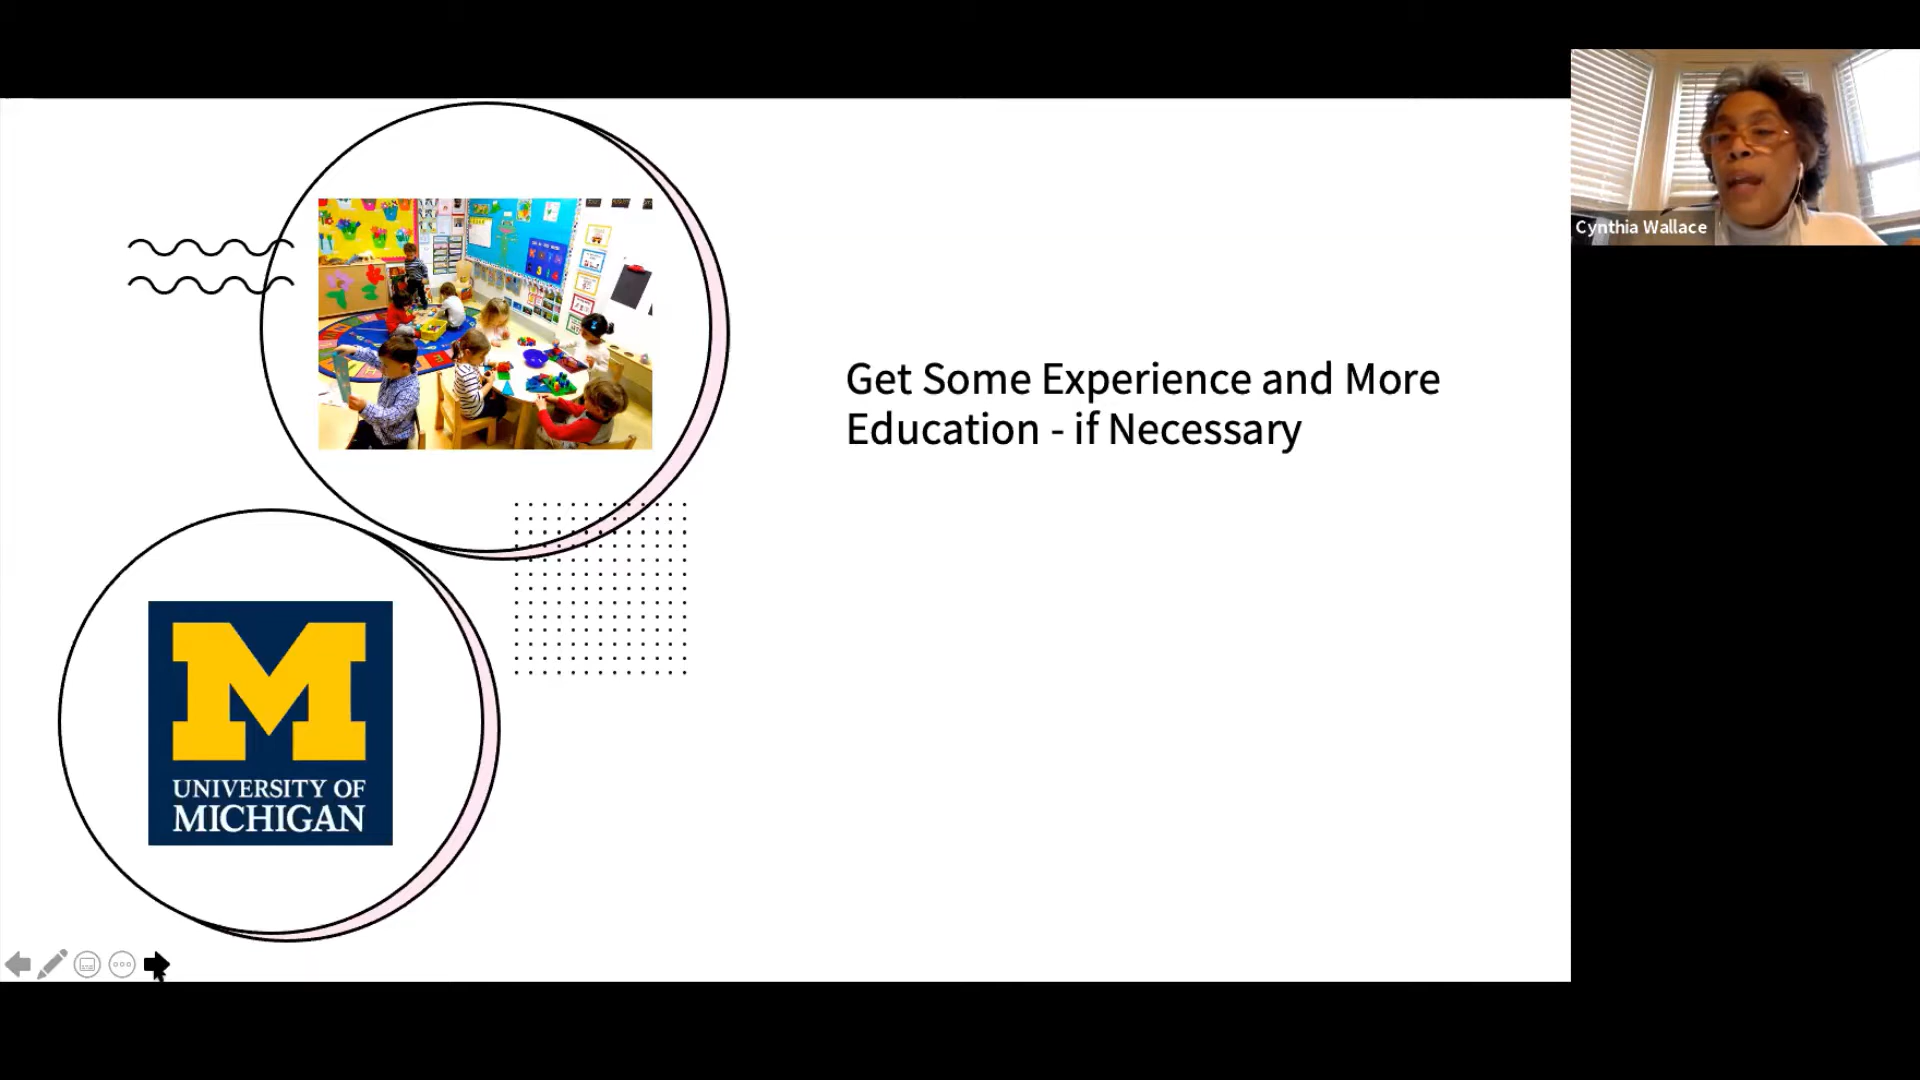 Cynthia Wallace
Get Some Experience and More
Education - if Necessary
M
UNIVERSITY OF
MICHIGAN